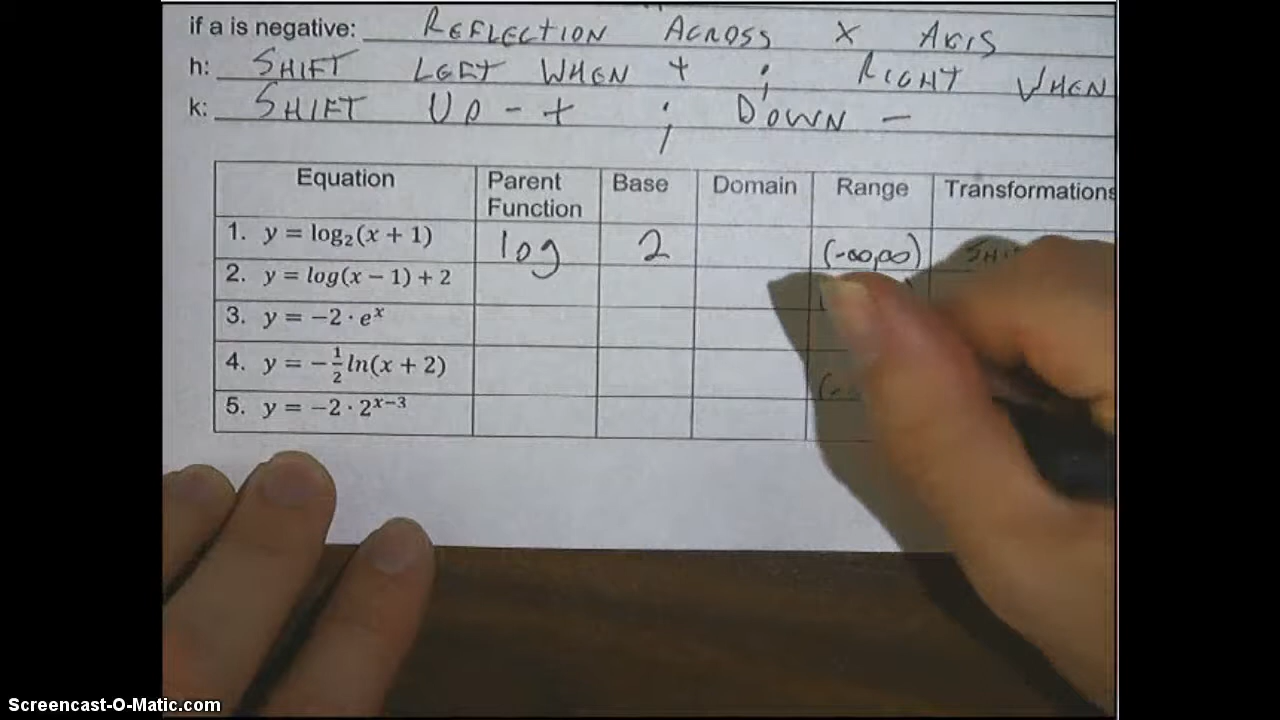 if a is negative: REFLECTION ACROSS X AXIS
h: SHIFT LEFT WHEN + ; RIGHT WHEN
k: SHIFT UP - + ; DOWN -
Equation Parent Function Base Domain Range Transformations
1. y = log₂(x + 1) log 2 (-∞,∞)
2. y = log(x − 1) + 2
3. y = −2 · eˣ
4. y = −1/2 ln(x + 2)
5. y = −2 · 2ˣ⁻³
Screencast-O-Matic.com